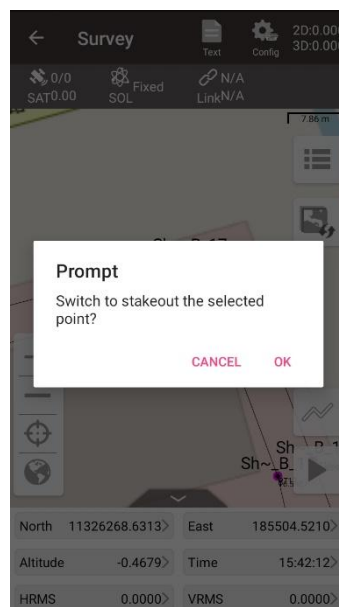 Survey
Text
Config
2D:0.00
3D:0.00
0/0
SAT0.00
Fixed
SOL
N/A
LinkN/A
7.86 m
Prompt
Switch to stakeout the selected
point?
CANCEL
OK
Sh~_B_
North 11326268.6313
East 185504.5210
Altitude -0.4679
Time 15:42:12
HRMS 0.0000
VRMS 0.0000